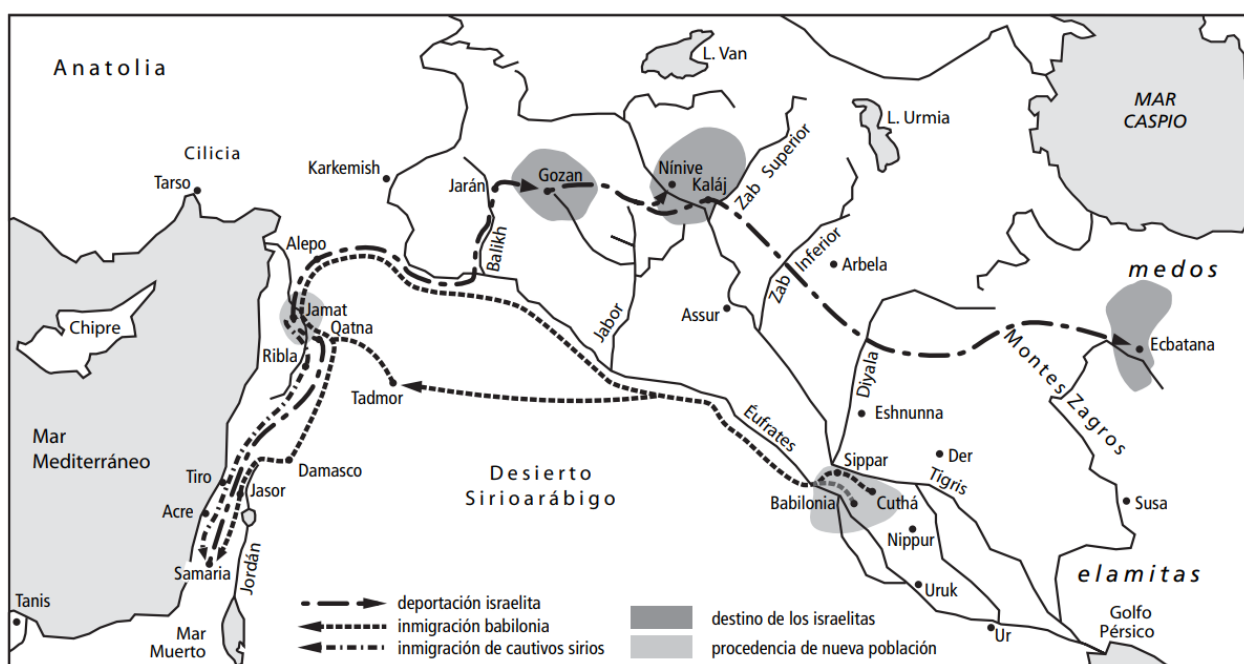 Anatolia
L. Van
MAR
CASPIO
L. Urmia
Cilicia
Tarso
Karkemish
Jarán
Gozan
Nínive
Kaláj
Zab Superior
Alepo
Balikh
Zab Inferior
Arbela
medos
Jamat
Qatna
Chipre
Jabor
Assur
Ecbatana
Ribla
Tadmor
Diyala
Montes Zagros
Eshnunna
Mar
Mediterráneo
Éufrates
Damasco
Desierto
Sirioarábigo
Sippar
Der
Tigris
Tiro
Jasor
Babilonia
Cuthá
Susa
Acre
Nippur
Samaria
Jordán
elamitas
Uruk
Tanis
Mar
Muerto
Ur
Golfo
Pérsico
deportación israelita
inmigración babilonia
inmigración de cautivos sirios
destino de los israelitas
procedencia de nueva población